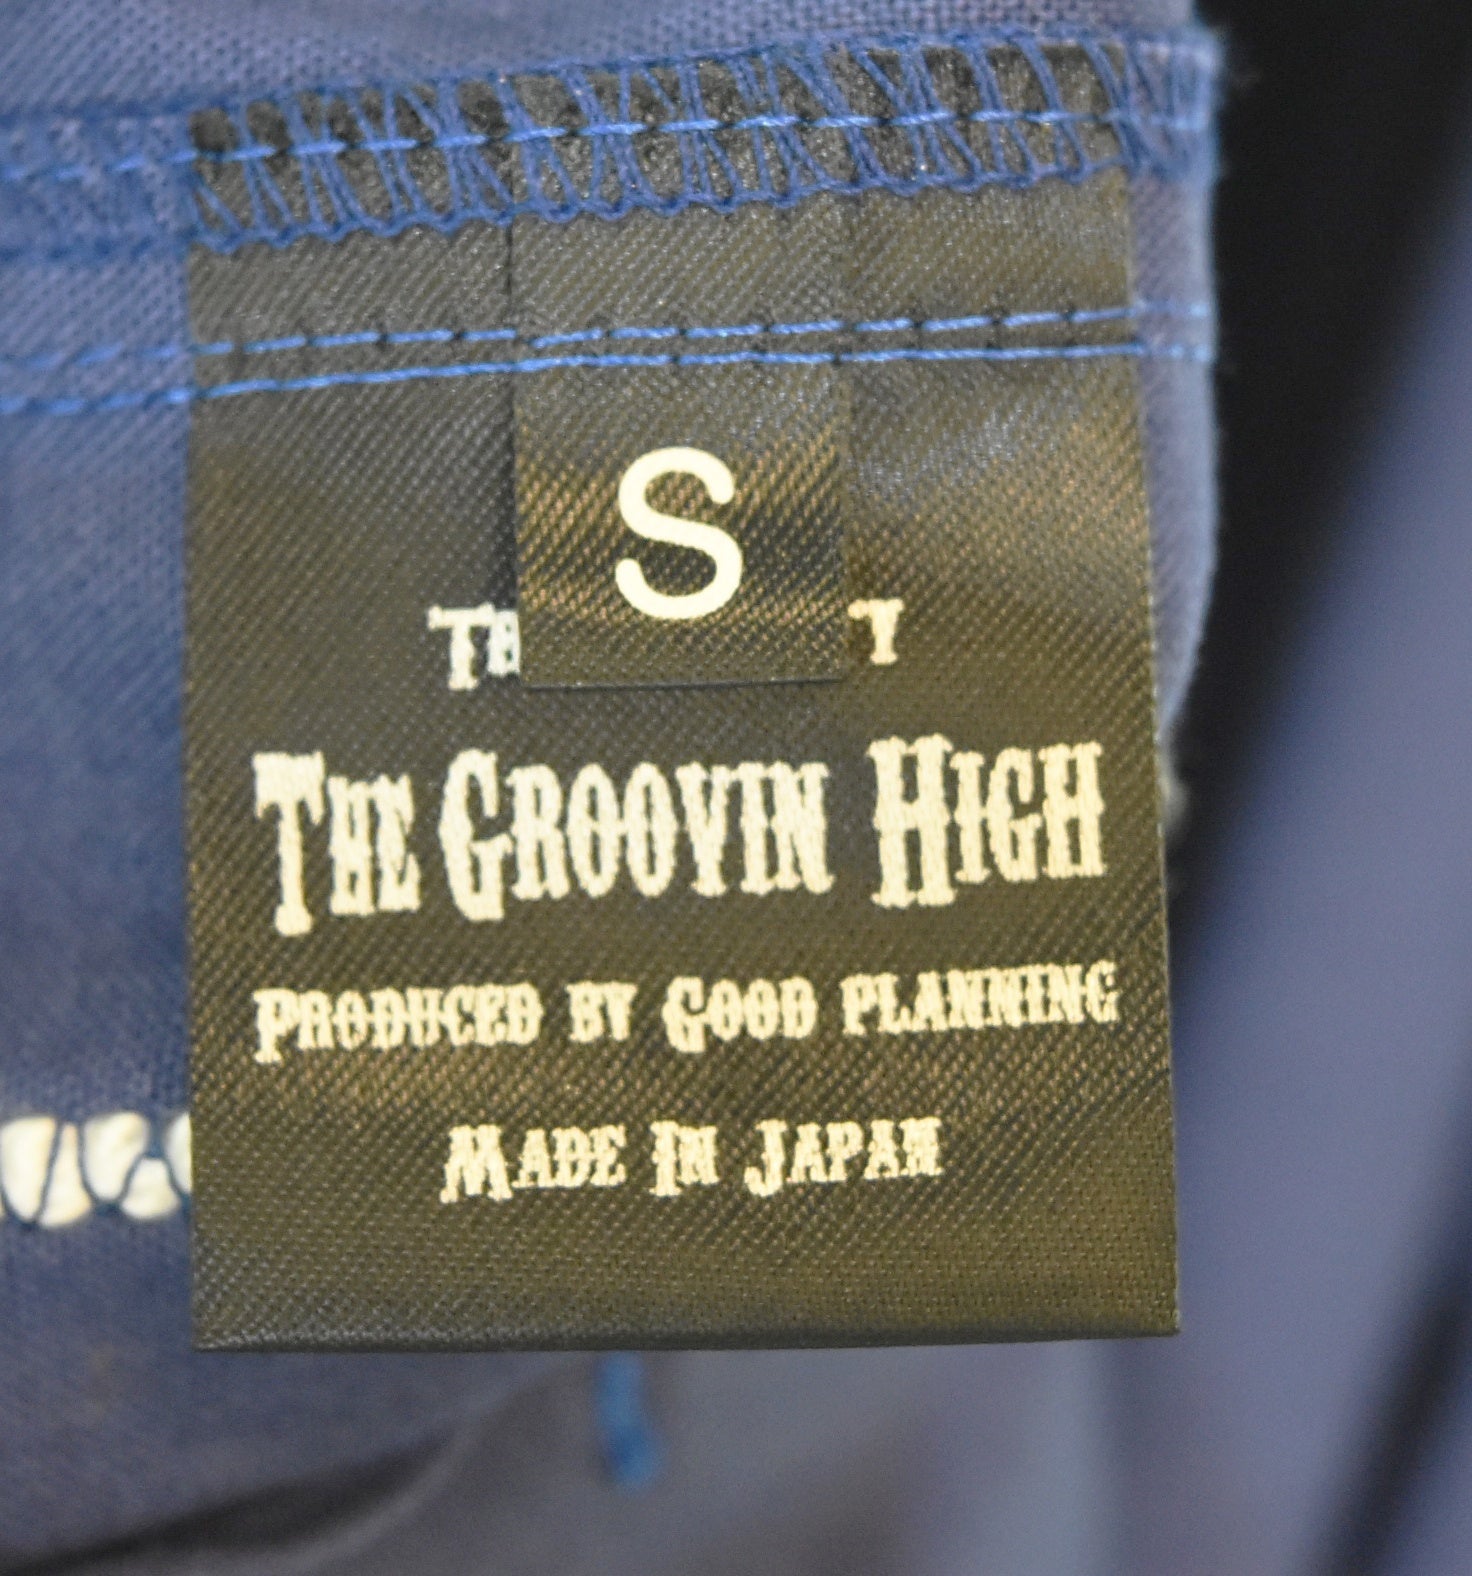 S
The Groovin High
Produced by Good planning
Made In Japan